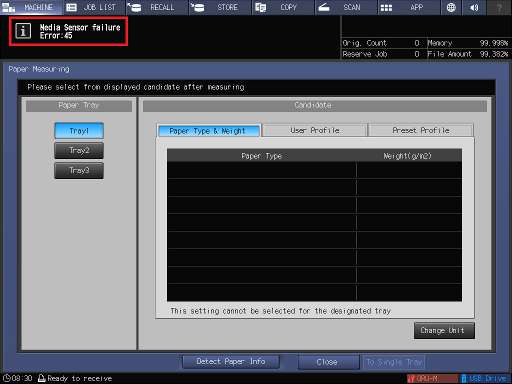 MACHINE JOB LIST RECALL STORE COPY SCAN APP ?
Media Sensor failure
Error:45
Orig. Count 0 Memory 99.998%
Reserve Job 0 File Amount 99.382%
Paper Measuring
Please select from displayed candidate after measuring
Paper Tray
Candidate
Tray1
Tray2
Tray3
Paper Type & Weight User Profile Preset Profile
Paper Type Weight(g/m2)
This setting cannot be selected for the designated tray
Change Unit
Detect Paper Info Close To Single Tray
08:30 Ready to receive OPU-M USB Drive